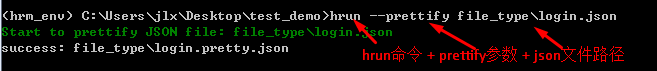 (hrm_env) C:\Users\jlx\Desktop\test_demo>hrun --prettify file_type\login.json
Start to prettify JSON file: file_type\login.json
success: file_type\login.pretty.json
hrun命令 + prettify参数 + json文件路径